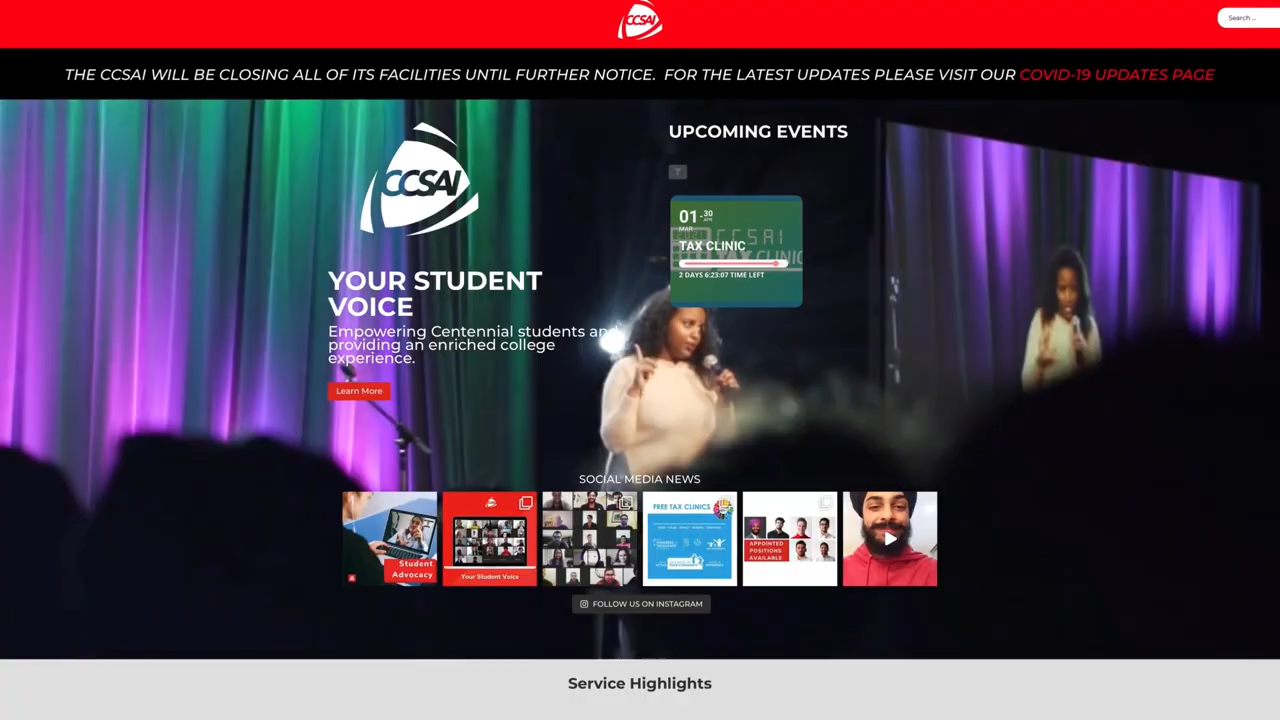 CCSAI
Search ...
THE CCSAI WILL BE CLOSING ALL OF ITS FACILITIES UNTIL FURTHER NOTICE. FOR THE LATEST UPDATES PLEASE VISIT OUR COVID-19 UPDATES PAGE
CCSAI
YOUR STUDENT
VOICE
Empowering Centennial students and
providing an enriched college
experience.
Learn More
UPCOMING EVENTS
T
01 - 30
MAR APR
CCSAI
TAX CLINIC
TAX CLINIC
2 DAYS 6:23:07 TIME LEFT
SOCIAL MEDIA NEWS
Student
Advocacy
Your Student Voice
FREE TAX CLINICS
APPOINTED
POSITIONS
AVAILABLE
FOLLOW US ON INSTAGRAM
Service Highlights